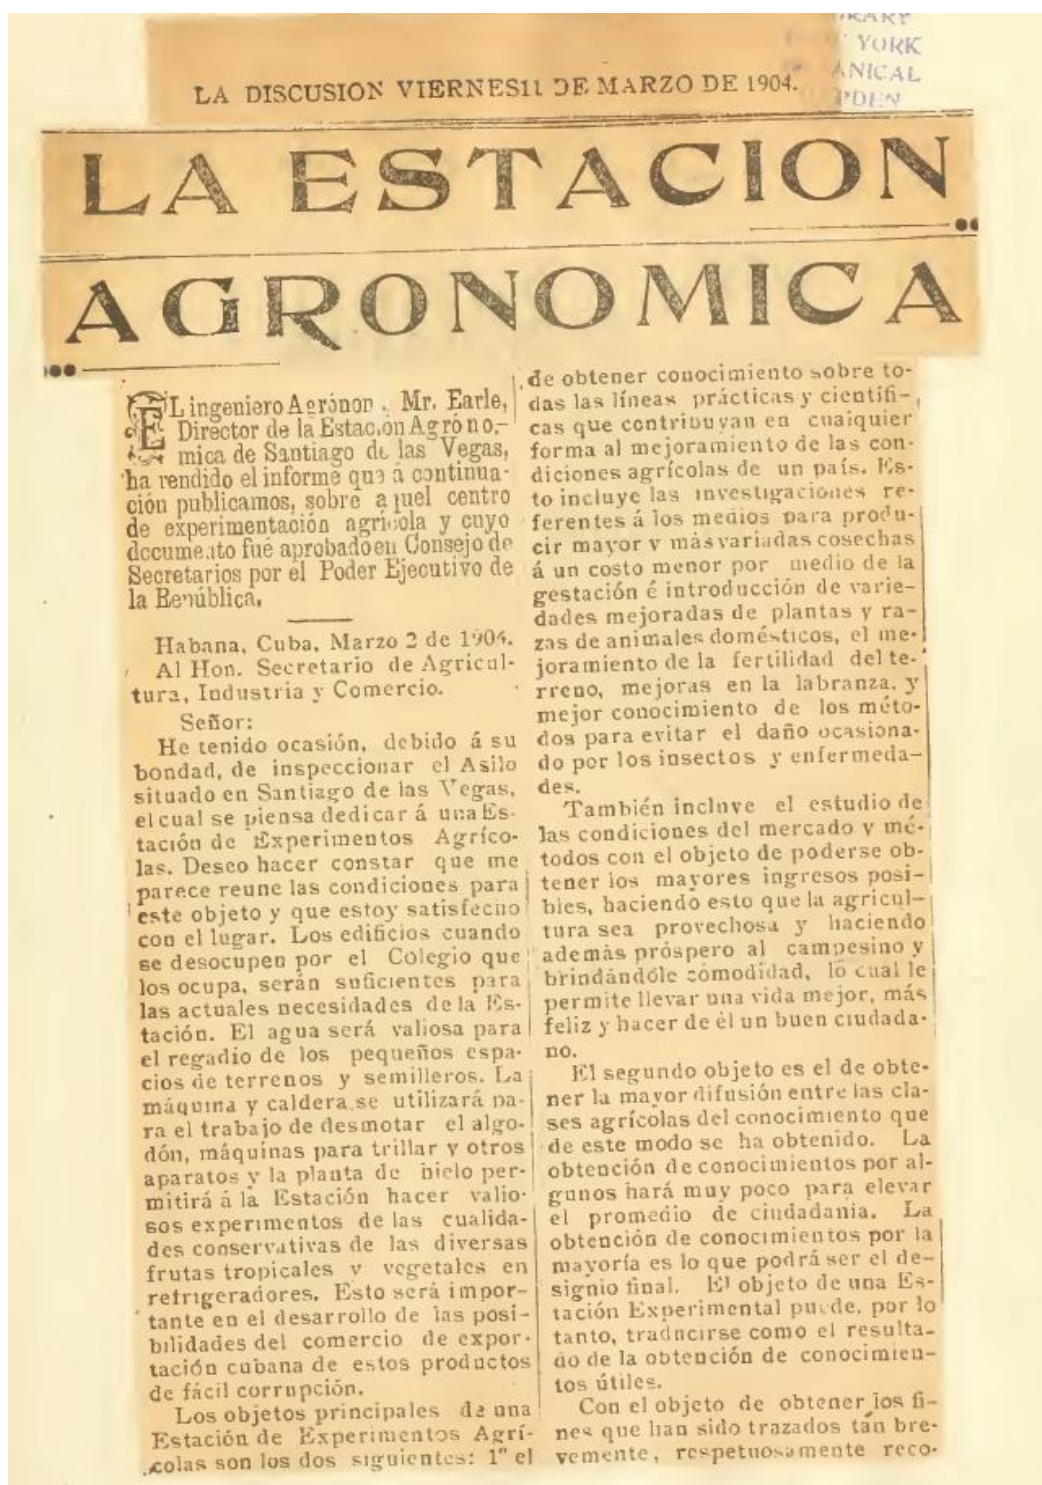 YORK
LA DISCUSION VIERNES 11 DE MARZO DE 1904.
LA ESTACION
AGRONOMICA
EL ingeniero Agrónor . Mr. Earle,
Director de la Estación Agróno-
mica de Santiago de las Vegas,
ha rendido el informe que á continua-
ción publicamos, sobre aquel centro
de experimentación agrícola y cuyo
documento fué aprobado en Consejo de
Secretarios por el Poder Ejecutivo de
la República.
Habana, Cuba, Marzo 2 de 1904.
Al Hon. Secretario de Agricul-
tura, Industria y Comercio.
Señor:
He tenido ocasión, debido á su
bondad, de inspeccionar el Asilo
situado en Santiago de las Vegas,
el cual se piensa dedicar á una Es-
tación de Experimentos Agríco-
las. Deseo hacer constar que me
parece reune las condiciones para
este objeto y que estoy satisfecho
con el lugar. Los edificios cuando
se desocupen por el Colegio que
los ocupa, serán suficientes para
las actuales necesidades de la Es-
tación. El agua será valiosa para
el regadio de los pequeños espa-
cios de terrenos y semilleros. La
máquina y caldera se utilizará pa-
ra el trabajo de desmotar el algo-
dón, máquinas para trillar y otros
aparatos y la planta de hielo per-
mitirá á la Estación hacer valio-
sos experimentos de las cualida-
des conservativas de las diversas
frutas tropicales y vegetales en
refrigeradores. Esto será impor-
tante en el desarrollo de las posi-
bilidades del comercio de expor-
tación cubana de estos productos
de fácil corrupción.
Los objetos principales de una
Estación de Experimentos Agrí-
colas son los dos siguientes: 1º el
de obtener conocimiento sobre to-
das las líneas prácticas y científi-
cas que contribuyan en cualquier
forma al mejoramiento de las con-
diciones agrícolas de un país. Es-
to incluye las investigaciones re-
ferentes á los medios para produ-
cir mayor y más variadas cosechas
á un costo menor por medio de la
gestación é introducción de varie-
dades mejoradas de plantas y ra-
zas de animales domésticos, el me-
joramiento de la fertilidad del te-
rreno, mejoras en la labranza, y
mejor conocimiento de los méto-
dos para evitar el daño ocasiona-
do por los insectos y enfermeda-
des.
También incluye el estudio de
las condiciones del mercado y mé-
todos con el objeto de poderse ob-
tener los mayores ingresos posi-
bles, haciendo esto que la agricul-
tura sea provechosa y haciendo
además próspero al campesino y
brindándole comodidad, lo cual le
permite llevar una vida mejor, más
feliz y hacer de él un buen ciudada-
no.
El segundo objeto es el de obte-
ner la mayor difusión entre las cla-
ses agrícolas del conocimiento que
de este modo se ha obtenido. La
obtención de conocimientos por al-
gunos hará muy poco para elevar
el promedio de ciudadania. La
obtención de conocimientos por la
mayoría es lo que podrá ser el de-
signio final. El objeto de una Es-
tación Experimental puede, por lo
tanto, traducirse como el resulta-
do de la obtención de conocimien-
tos útiles.
Con el objeto de obtener los fi-
nes que han sido trazados tan bre-
vemente, respetuosamente reco-